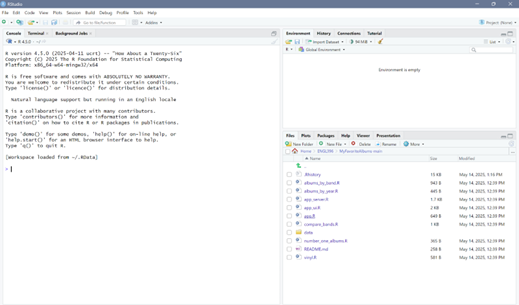 RStudio
File Edit Code View Plots Session Build Debug Profile Tools Help
Go to file/function
Addins
Project: (None)
Console Terminal Background Jobs
R 4.5.0 · ~/
R version 4.5.0 (2025-04-11 ucrt) -- "How About a Twenty-Six"
Copyright (C) 2025 The R Foundation for Statistical Computing
Platform: x86_64-w64-mingw32/x64
R is free software and comes with ABSOLUTELY NO WARRANTY.
You are welcome to redistribute it under certain conditions.
Type 'license()' or 'licence()' for distribution details.
Natural language support but running in an English locale
R is a collaborative project with many contributors.
Type 'contributors()' for more information and
'citation()' on how to cite R or R packages in publications.
Type 'demo()' for some demos, 'help()' for on-line help, or
'help.start()' for an HTML browser interface to help.
Type 'q()' to quit R.
[Workspace loaded from ~/.RData]
>
Environment History Connections Tutorial
Import Dataset 94 MiB List
R Global Environment
Environment is empty
Files Plots Packages Help Viewer Presentation
New Folder New File Delete Rename More
Home
Name Size Modified
..
.Rhistory 15 KB May 14, 2025, 1:16 PM
albums_by_band.R 943 B May 14, 2025, 12:39 PM
albums_by_year.R 445 B May 14, 2025, 12:39 PM
app_server.R 1.7 KB May 14, 2025, 12:39 PM
app_ui.R 2 KB May 14, 2025, 12:39 PM
app.R 649 B May 14, 2025, 12:39 PM
compare_bands.R 1 KB May 14, 2025, 12:39 PM
data
number_one_albums.R 365 B May 14, 2025, 12:39 PM
README.md 258 B May 14, 2025, 12:39 PM
vinyl.R 581 B May 14, 2025, 12:39 PM